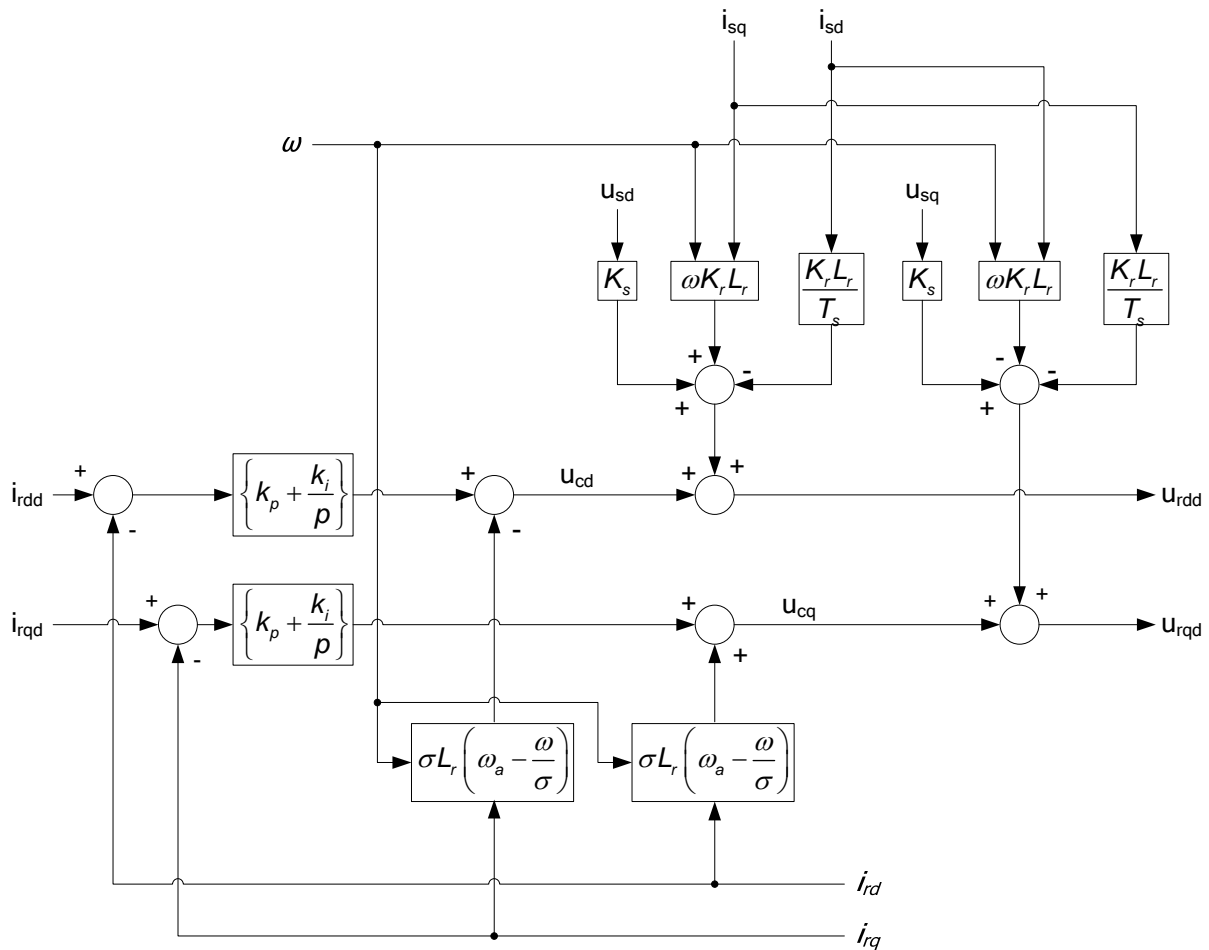 i_sq i_sd
ω
u_sd u_sq
K_s ωK_rL_r K_rL_r/T_s K_s ωK_rL_r K_rL_r/T_s
+ - - -
+ +
i_rdd + {k_p + k_i/p} + u_cd + + u_rdd
- -
i_rqd + {k_p + k_i/p} + u_cq + + u_rqd
- +
σL_r(ω_a − ω/σ) σL_r(ω_a − ω/σ)
i_rd
i_rq